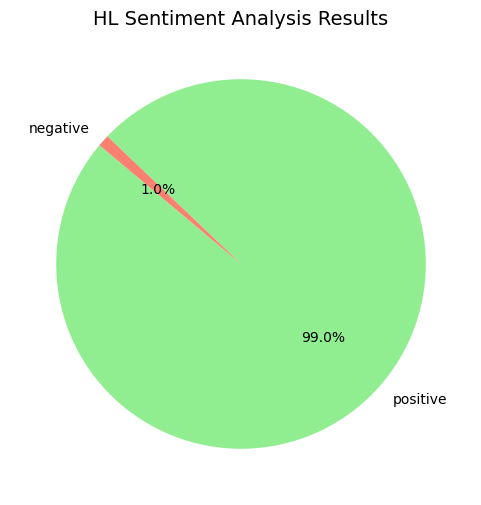 HL Sentiment Analysis Results
negative
1.0%
99.0%
positive